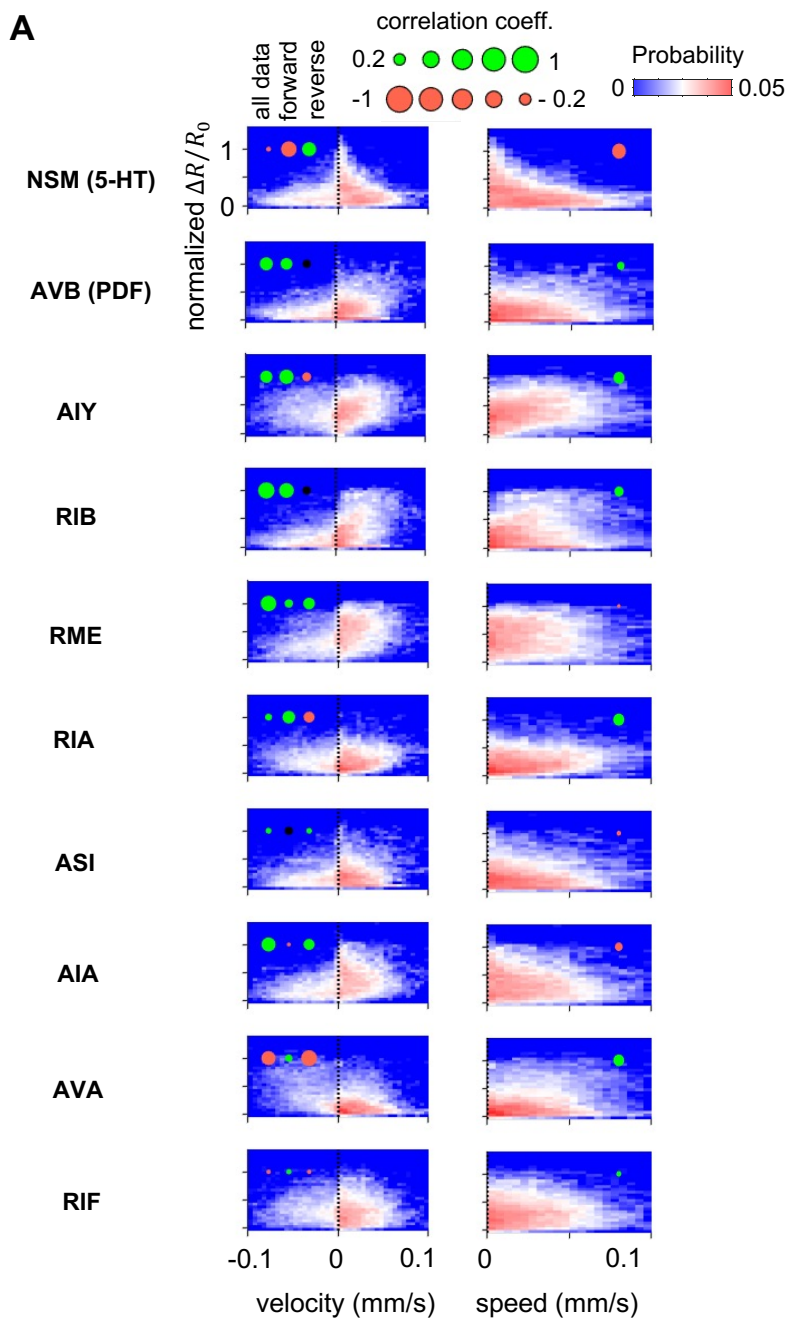 A
correlation coeff.
all data
forward
reverse
0.2 1
-1 - 0.2
Probability
0 0.05
normalized ΔR/R₀
1
0
NSM (5-HT)
AVB (PDF)
AIY
RIB
RME
RIA
ASI
AIA
AVA
RIF
-0.1 0 0.1
0 0.1
velocity (mm/s)
speed (mm/s)